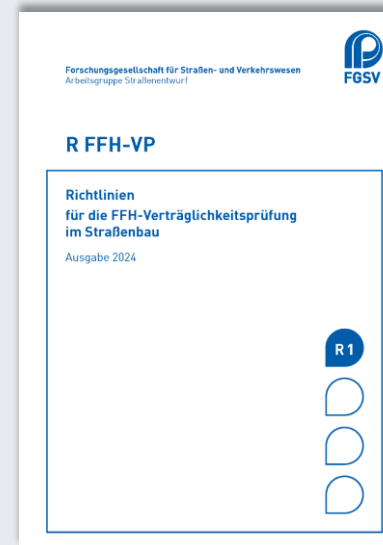 Forschungsgesellschaft für Straßen- und Verkehrswesen
Arbeitsgruppe Straßenentwurf
FGSV
R FFH-VP
Richtlinien
für die FFH-Verträglichkeitsprüfung
im Straßenbau
Ausgabe 2024
R 1